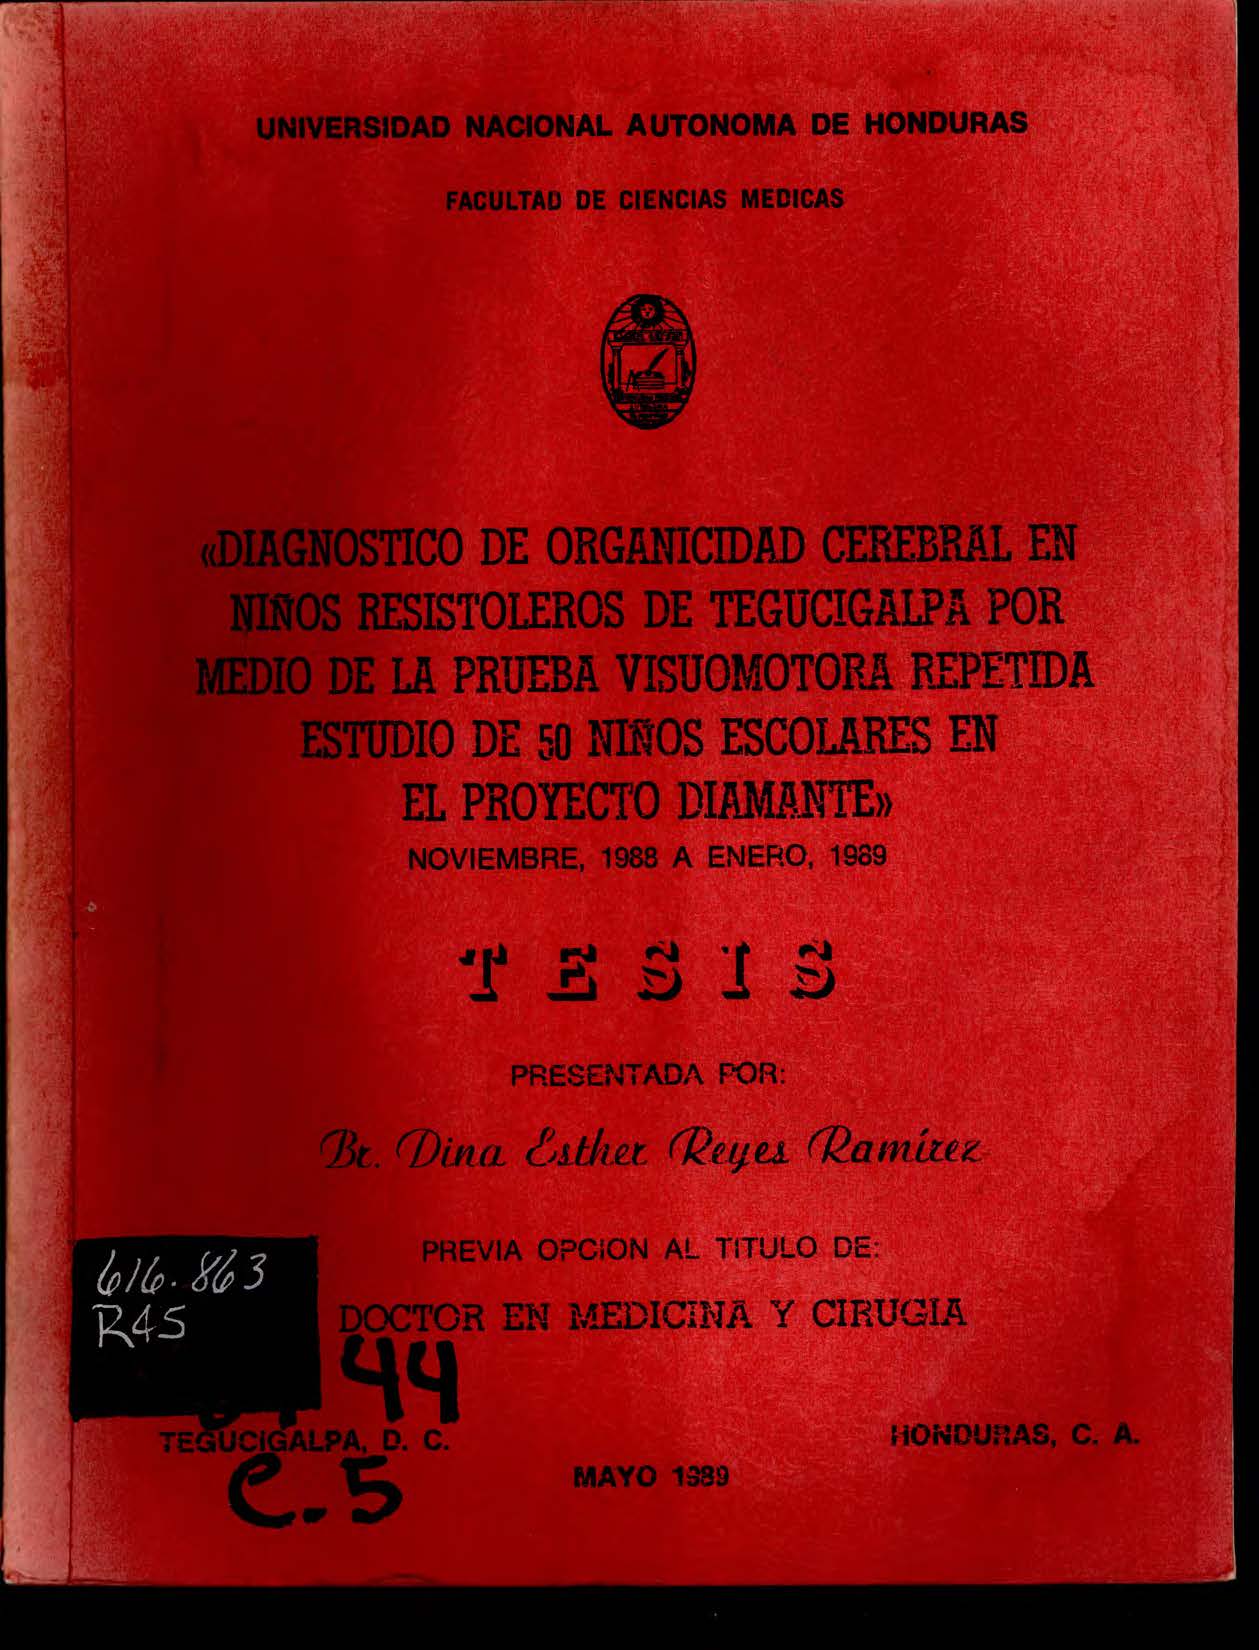 UNIVERSIDAD NACIONAL AUTONOMA DE HONDURAS
FACULTAD DE CIENCIAS MEDICAS
«DIAGNOSTICO DE ORGANICIDAD CEREBRAL EN
NIÑOS RESISTOLEROS DE TEGUCIGALPA POR
MEDIO DE LA PRUEBA VISUOMOTORA REPETIDA
ESTUDIO DE 50 NIÑOS ESCOLARES EN
EL PROYECTO DIAMANTE»
NOVIEMBRE, 1988 A ENERO, 1989
TESIS
PRESENTADA POR:
Br. Dina Esther Reyes Ramírez
PREVIA OPCION AL TITULO DE:
DOCTOR EN MEDICINA Y CIRUGIA
616.863
R45
44
TEGUCIGALPA, D. C.
HONDURAS, C. A.
C.5
MAYO 1989